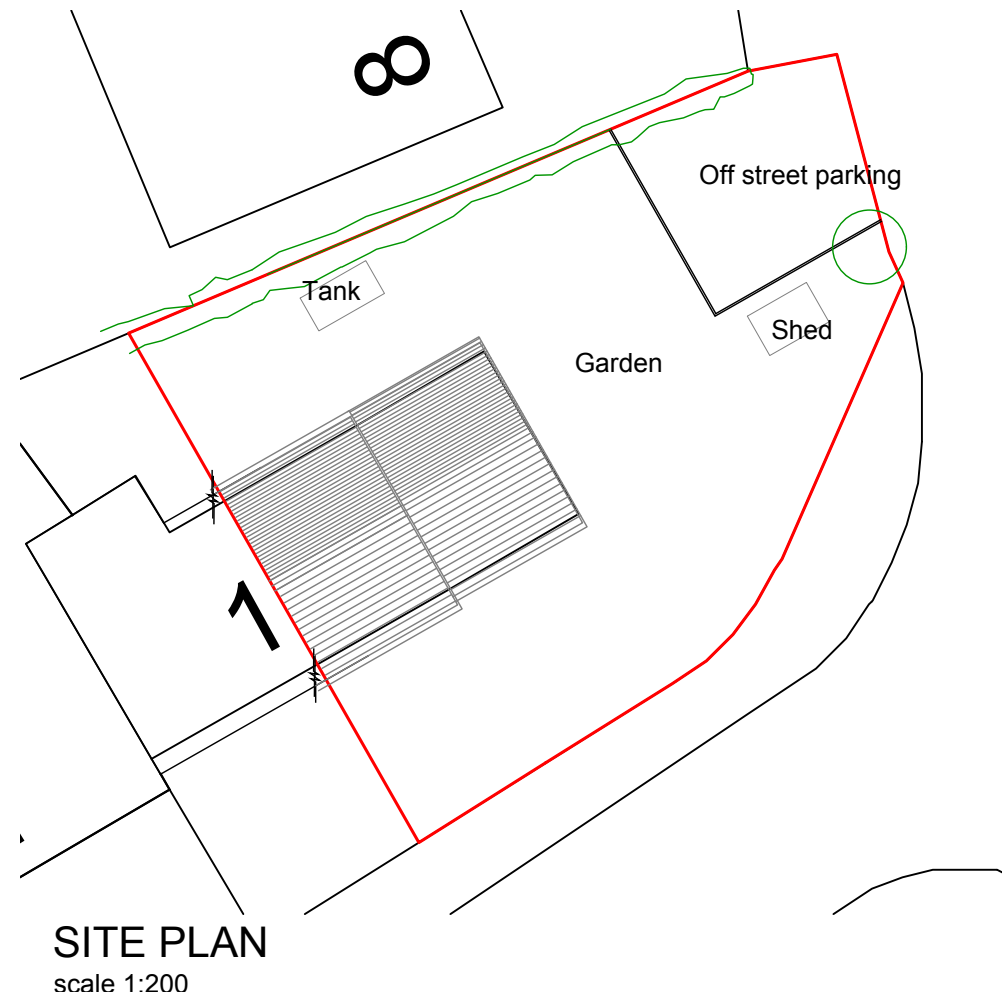 8
Off street parking
Tank
Shed
Garden
1
SITE PLAN
scale 1:200